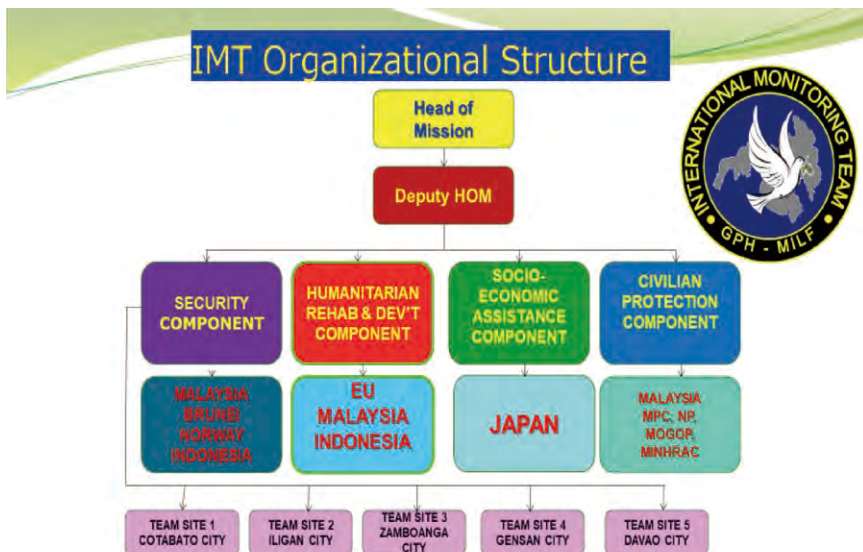 IMT Organizational Structure
Head of
Mission
Deputy HOM
INTERNATIONAL MONITORING TEAM
GPH - MILF
SECURITY
COMPONENT
HUMANITARIAN
REHAB & DEV'T
COMPONENT
SOCIO-
ECONOMIC
ASSISTANCE
COMPONENT
CIVILIAN
PROTECTION
COMPONENT
MALAYSIA
BRUNEI
NORWAY
INDONESIA
EU
MALAYSIA
INDONESIA
JAPAN
MALAYSIA
MPC, NP,
MOGOP,
MINHRAC
TEAM SITE 1
COTABATO CITY
TEAM SITE 2
ILIGAN CITY
TEAM SITE 3
ZAMBOANGA
CITY
TEAM SITE 4
GENSAN CITY
TEAM SITE 5
DAVAO CITY